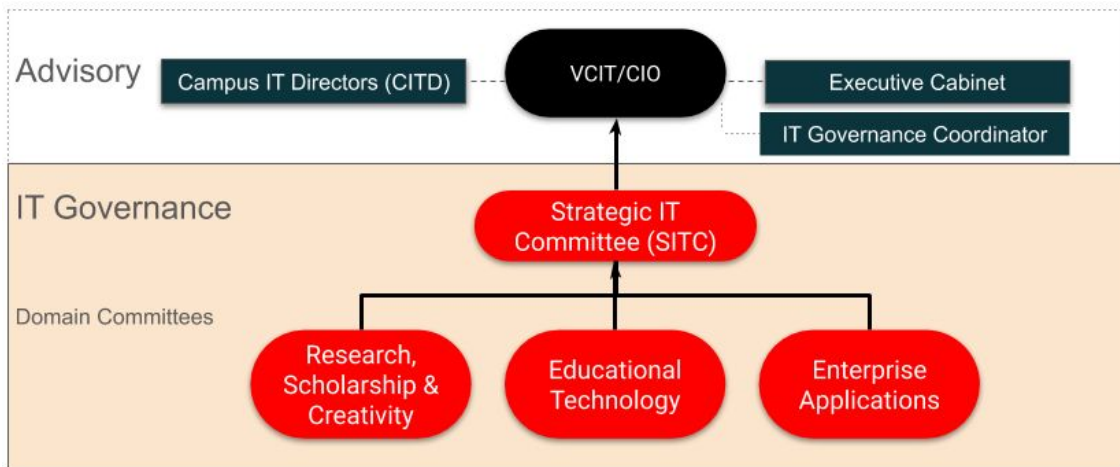 Advisory
Campus IT Directors (CITD)
VCIT/CIO
Executive Cabinet
IT Governance Coordinator
IT Governance
Strategic IT
Committee (SITC)
Domain Committees
Research,
Scholarship &
Creativity
Educational
Technology
Enterprise
Applications